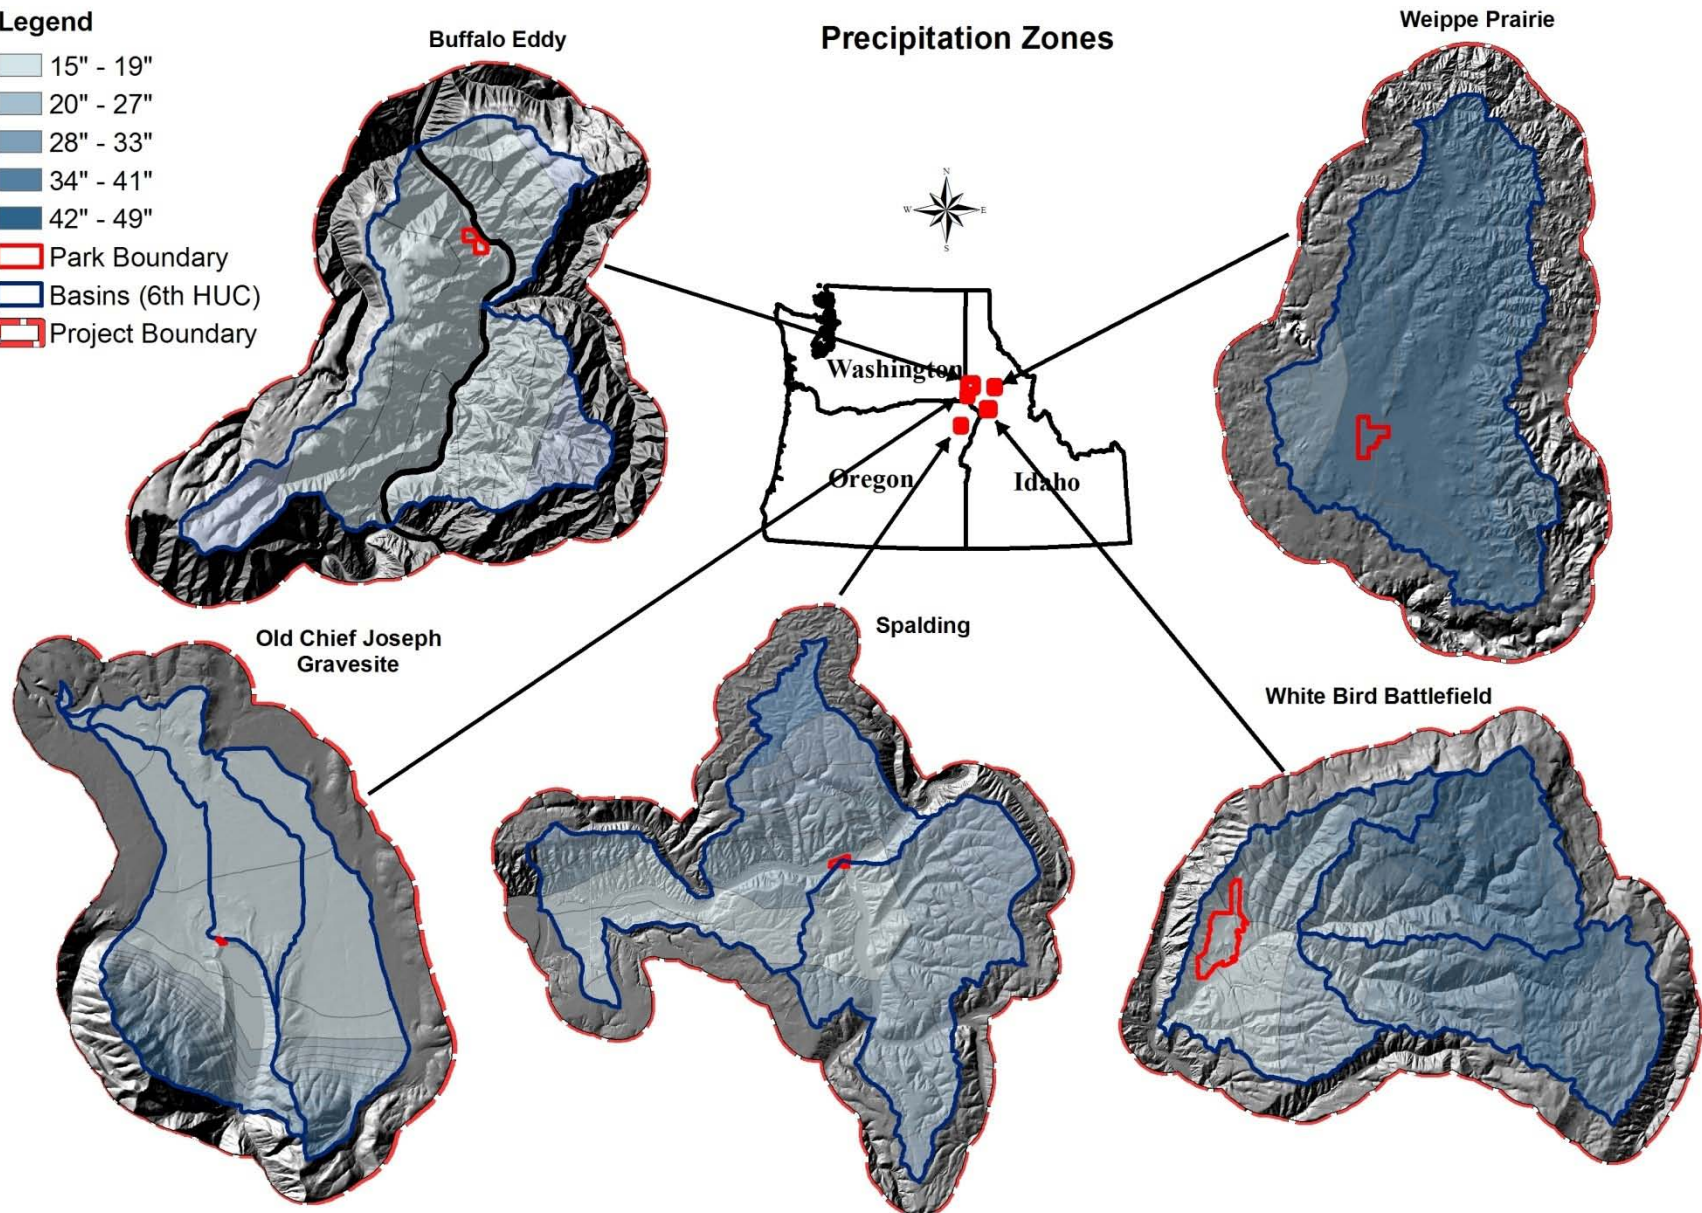 Legend
15" - 19"
20" - 27"
28" - 33"
34" - 41"
42" - 49"
Park Boundary
Basins (6th HUC)
Project Boundary
Buffalo Eddy
Precipitation Zones
Weippe Prairie
N
W
E
S
Washington
Oregon
Idaho
Old Chief Joseph
Gravesite
Spalding
White Bird Battlefield